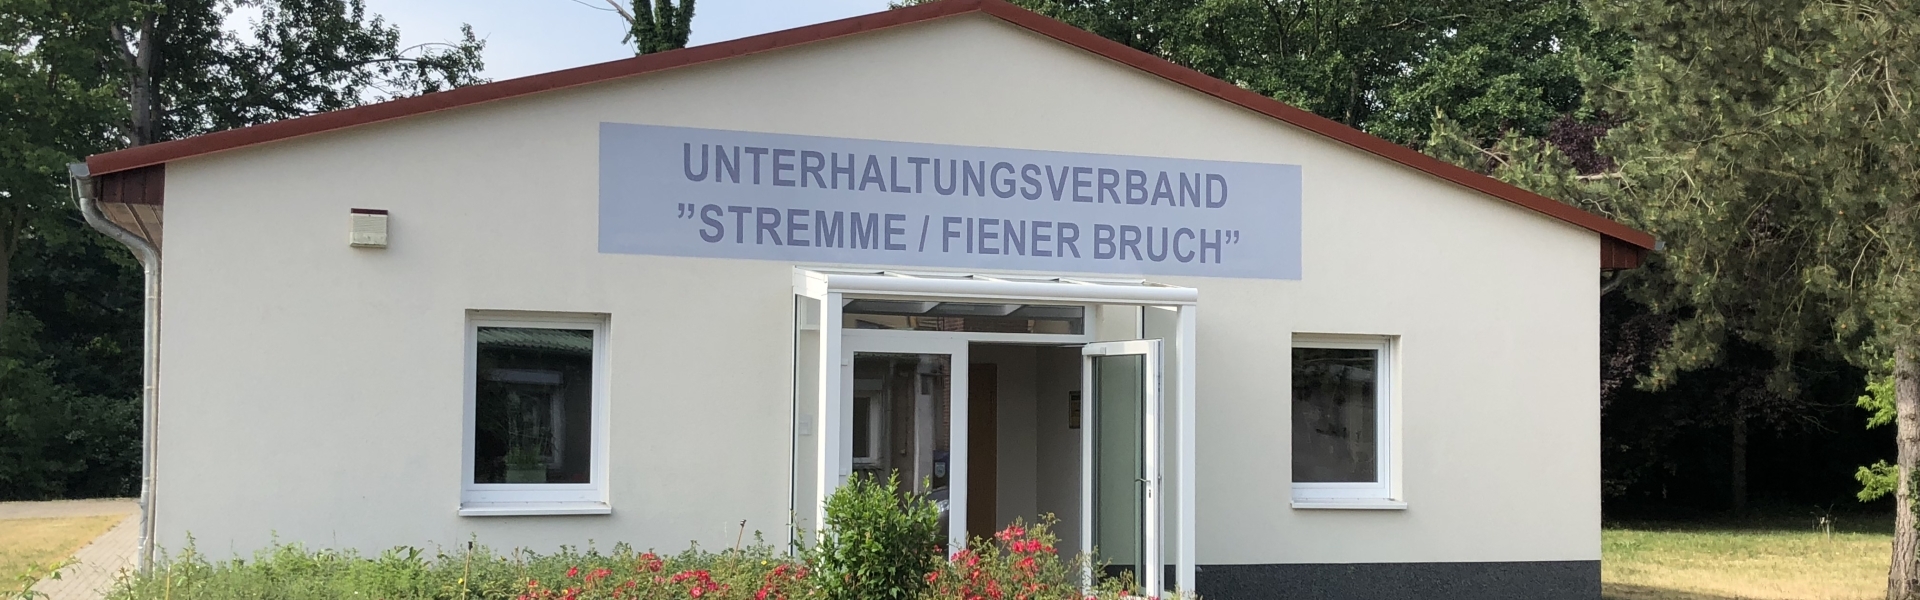 UNTERHALTUNGSVERBAND
”STREMME / FIENER BRUCH”